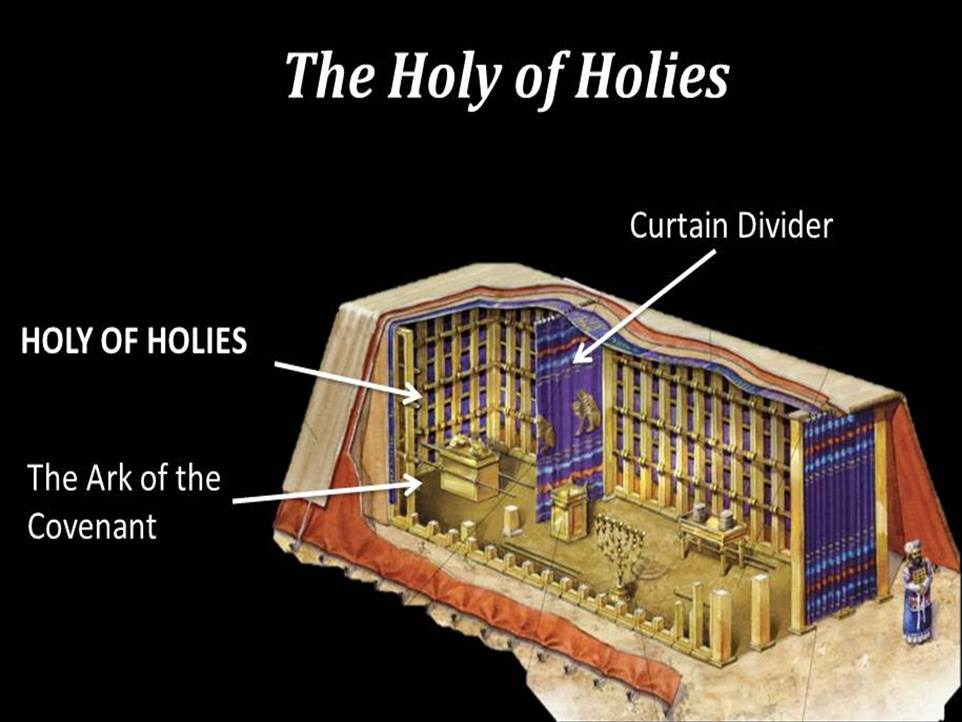 The Holy of Holies
Curtain Divider
HOLY OF HOLIES
The Ark of the
Covenant